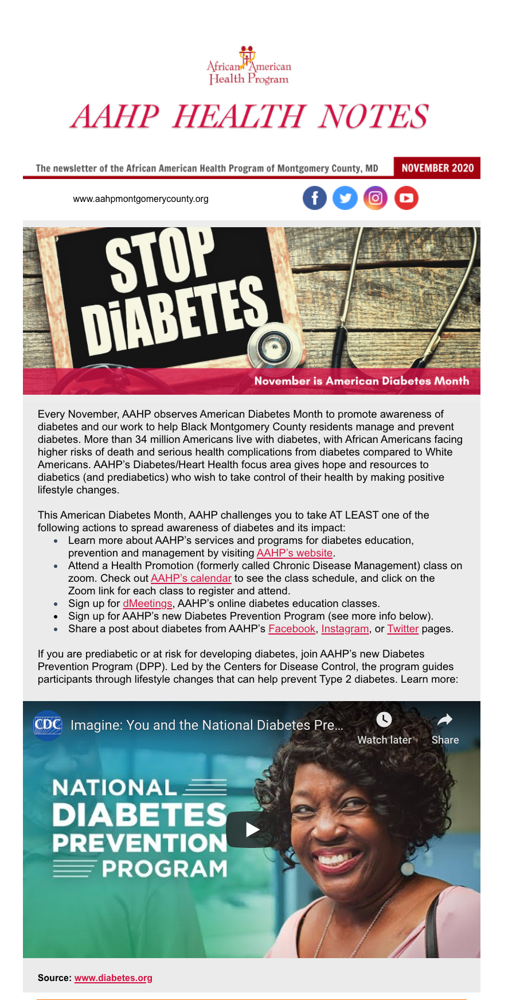 African American
Health Program
AAHP HEALTH NOTES
The newsletter of the African American Health Program of Montgomery County, MD
NOVEMBER 2020
www.aahpmontgomerycounty.org
STOP
DiABETES
November is American Diabetes Month
Every November, AAHP observes American Diabetes Month to promote awareness of
diabetes and our work to help Black Montgomery County residents manage and prevent
diabetes. More than 34 million Americans live with diabetes, with African Americans facing
higher risks of death and serious health complications from diabetes compared to White
Americans. AAHP's Diabetes/Heart Health focus area gives hope and resources to
diabetics (and prediabetics) who wish to take control of their health by making positive
lifestyle changes.
This American Diabetes Month, AAHP challenges you to take AT LEAST one of the
following actions to spread awareness of diabetes and its impact:
• Learn more about AAHP's services and programs for diabetes education,
prevention and management by visiting AAHP's website.
• Attend a Health Promotion (formerly called Chronic Disease Management) class on
zoom. Check out AAHP's calendar to see the class schedule, and click on the
Zoom link for each class to register and attend.
• Sign up for dMeetings, AAHP's online diabetes education classes.
• Sign up for AAHP's new Diabetes Prevention Program (see more info below).
• Share a post about diabetes from AAHP's Facebook, Instagram, or Twitter pages.
If you are prediabetic or at risk for developing diabetes, join AAHP's new Diabetes
Prevention Program (DPP). Led by the Centers for Disease Control, the program guides
participants through lifestyle changes that can help prevent Type 2 diabetes. Learn more:
CDC
Imagine: You and the National Diabetes Pre...
Watch later
Share
NATIONAL
DIABETES
PREVENTION
PROGRAM
Source: www.diabetes.org